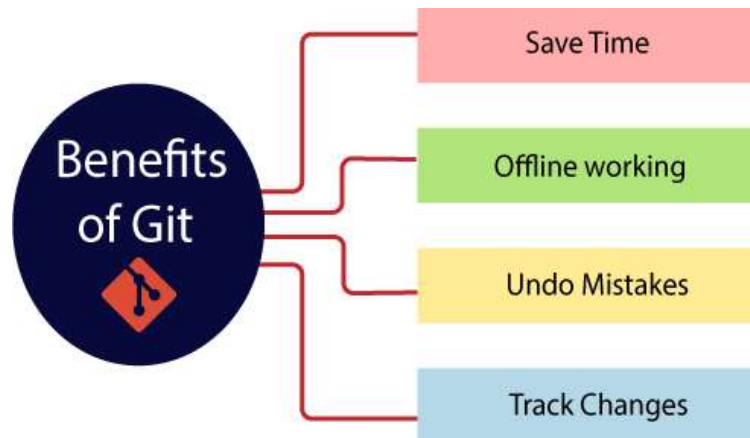 Benefits
of Git
Save Time
Offline working
Undo Mistakes
Track Changes